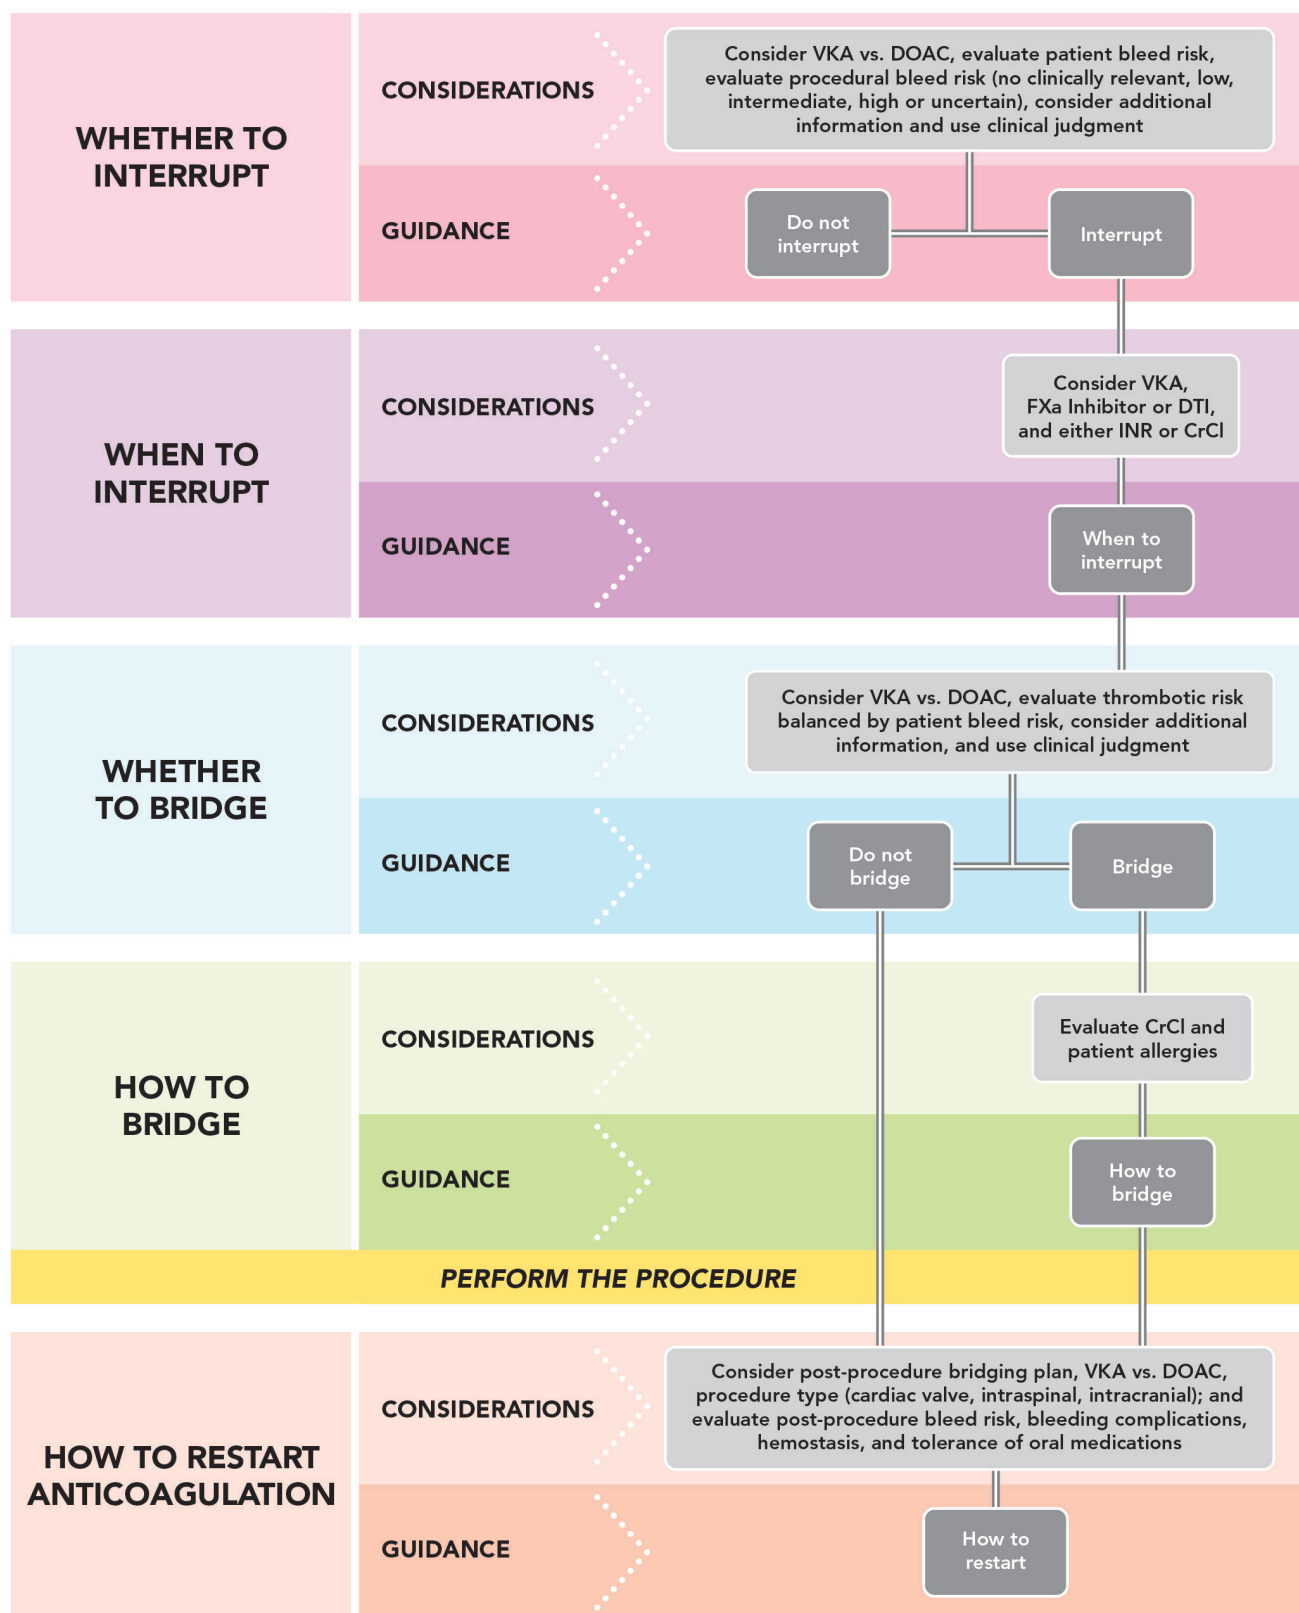 WHETHER TO
INTERRUPT
CONSIDERATIONS
Consider VKA vs. DOAC, evaluate patient bleed risk,
evaluate procedural bleed risk (no clinically relevant, low,
intermediate, high or uncertain), consider additional
information and use clinical judgment
GUIDANCE
Do not
interrupt
Interrupt
WHEN TO
INTERRUPT
CONSIDERATIONS
Consider VKA,
FXa Inhibitor or DTI,
and either INR or CrCl
GUIDANCE
When to
interrupt
WHETHER
TO BRIDGE
CONSIDERATIONS
Consider VKA vs. DOAC, evaluate thrombotic risk
balanced by patient bleed risk, consider additional
information, and use clinical judgment
GUIDANCE
Do not
bridge
Bridge
HOW TO
BRIDGE
CONSIDERATIONS
Evaluate CrCl and
patient allergies
GUIDANCE
How to
bridge
PERFORM THE PROCEDURE
HOW TO RESTART
ANTICOAGULATION
CONSIDERATIONS
Consider post-procedure bridging plan, VKA vs. DOAC,
procedure type (cardiac valve, intraspinal, intracranial); and
evaluate post-procedure bleed risk, bleeding complications,
hemostasis, and tolerance of oral medications
GUIDANCE
How to
restart